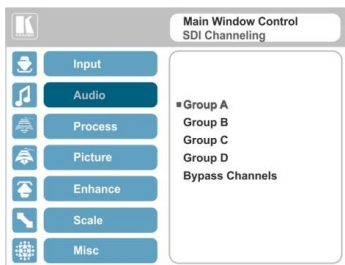 Main Window Control
SDI Channeling
Input
Audio
Process
Picture
Enhance
Scale
Misc
Group A
Group B
Group C
Group D
Bypass Channels